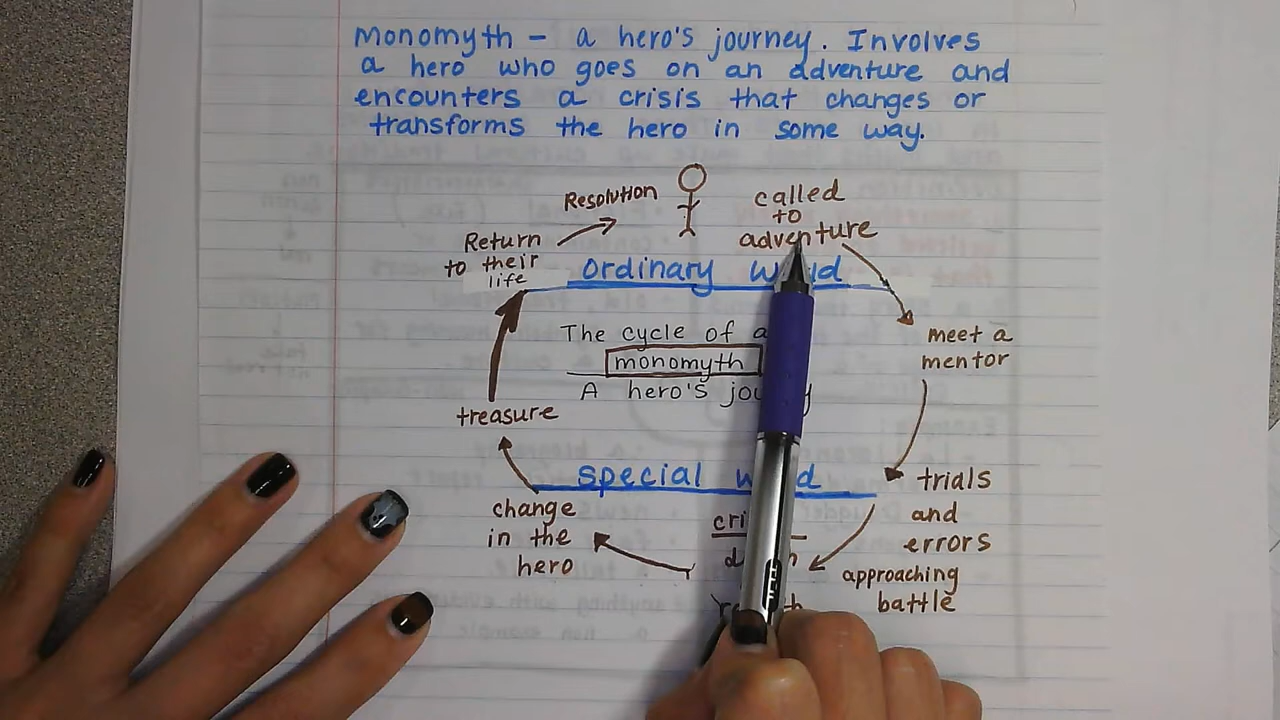 monomyth - a hero's journey. Involves
a hero who goes on an adventure and
encounters a crisis that changes or
transforms the hero in some way.
Resolution
called
to
adventure
Return
to their
life
ordinary
The cycle of a
monomyth
A hero's
meet a
mentor
treasure
special
trials
and
errors
change
in the
hero
approaching
battle